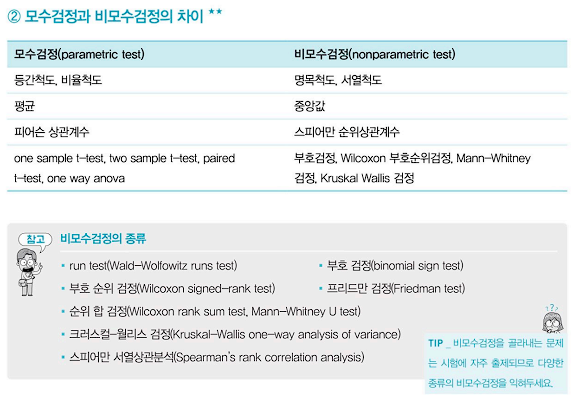 ② 모수검정과 비모수검정의 차이 ★★
모수검정(parametric test) 비모수검정(nonparametric test)
등간척도, 비율척도 명목척도, 서열척도
평균 중앙값
피어슨 상관계수 스피어만 순위상관계수
one sample t-test, two sample t-test, paired 부호검정, Wilcoxon 부호순위검정, Mann-Whitney
t-test, one way anova 검정, Kruskal Wallis 검정
참고 비모수검정의 종류
• run test(Wald-Wolfowitz runs test) • 부호 검정(binomial sign test)
• 부호 순위 검정(Wilcoxon signed-rank test) • 프리드만 검정(Friedman test)
• 순위 합 검정(Wilcoxon rank sum test, Mann-Whitney U test)
• 크러스컬-월리스 검정(Kruskal-Wallis one-way analysis of variance)
• 스피어만 서열상관분석(Spearman's rank correlation analysis)
?
TIP _ 비모수검정을 골라내는 문제
는 시험에 자주 출제되므로 다양한
종류의 비모수검정을 익혀두세요.